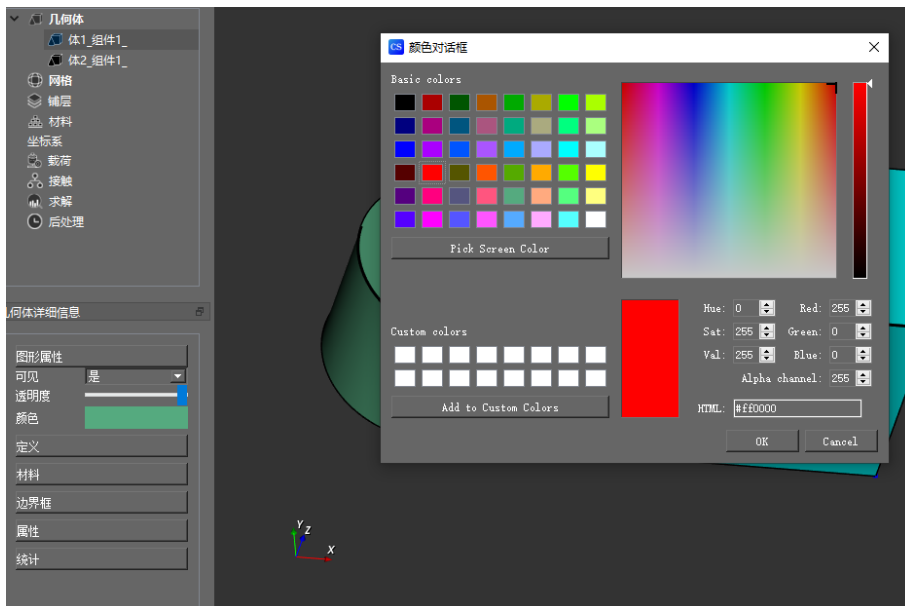 几何体
体1_组件1_
体2_组件1_
网格
铺层
材料
坐标系
载荷
接触
求解
后处理
几何体详细信息
图形属性
可见 是
透明度
颜色
定义
材料
边界框
属性
统计
CS 颜色对话框
Basic colors
Pick Screen Color
Custom colors
Add to Custom Colors
Hue: 0 Red: 255
Sat: 255 Green: 0
Val: 255 Blue: 0
Alpha channel: 255
HTML: #ff0000
OK Cancel
Y
Z
X